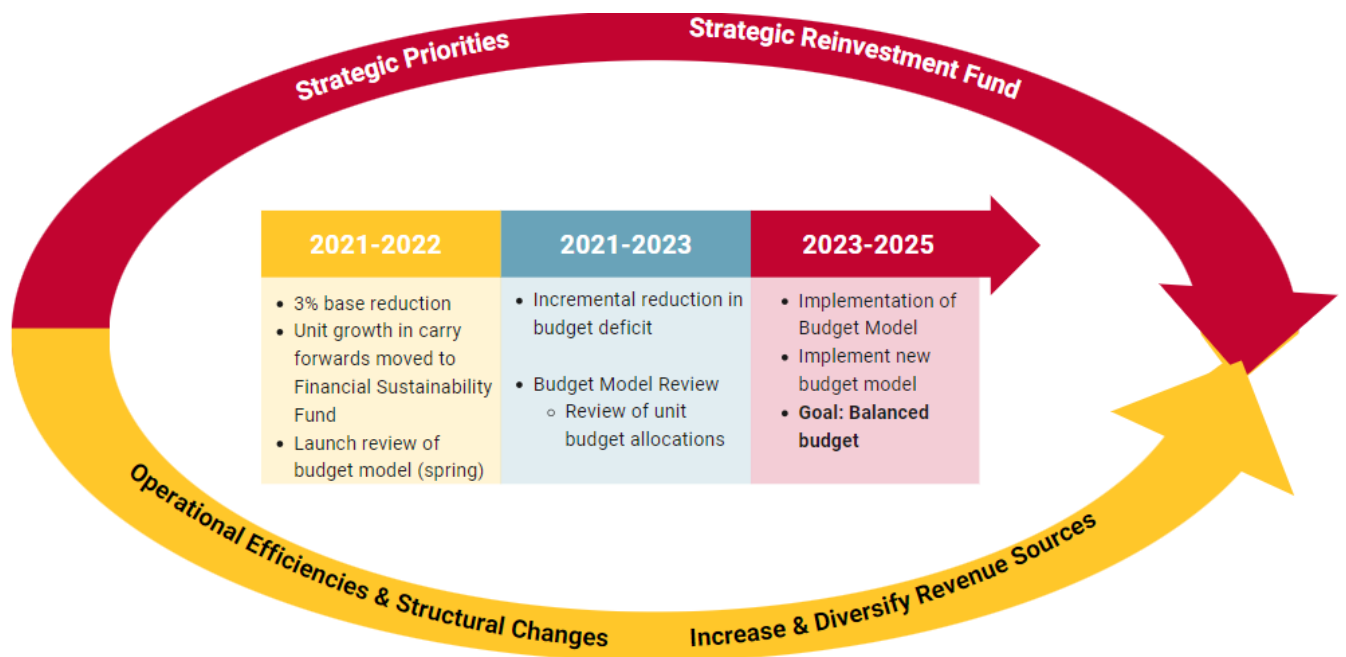 Strategic Priorities
Strategic Reinvestment Fund
2021-2022
• 3% base reduction
• Unit growth in carry
forwards moved to
Financial Sustainability
Fund
• Launch review of
budget model (spring)
2021-2023
• Incremental reduction in
budget deficit
• Budget Model Review
○ Review of unit
budget allocations
2023-2025
• Implementation of
Budget Model
• Implement new
budget model
• Goal: Balanced
budget
Operational Efficiencies & Structural Changes
Increase & Diversify Revenue Sources